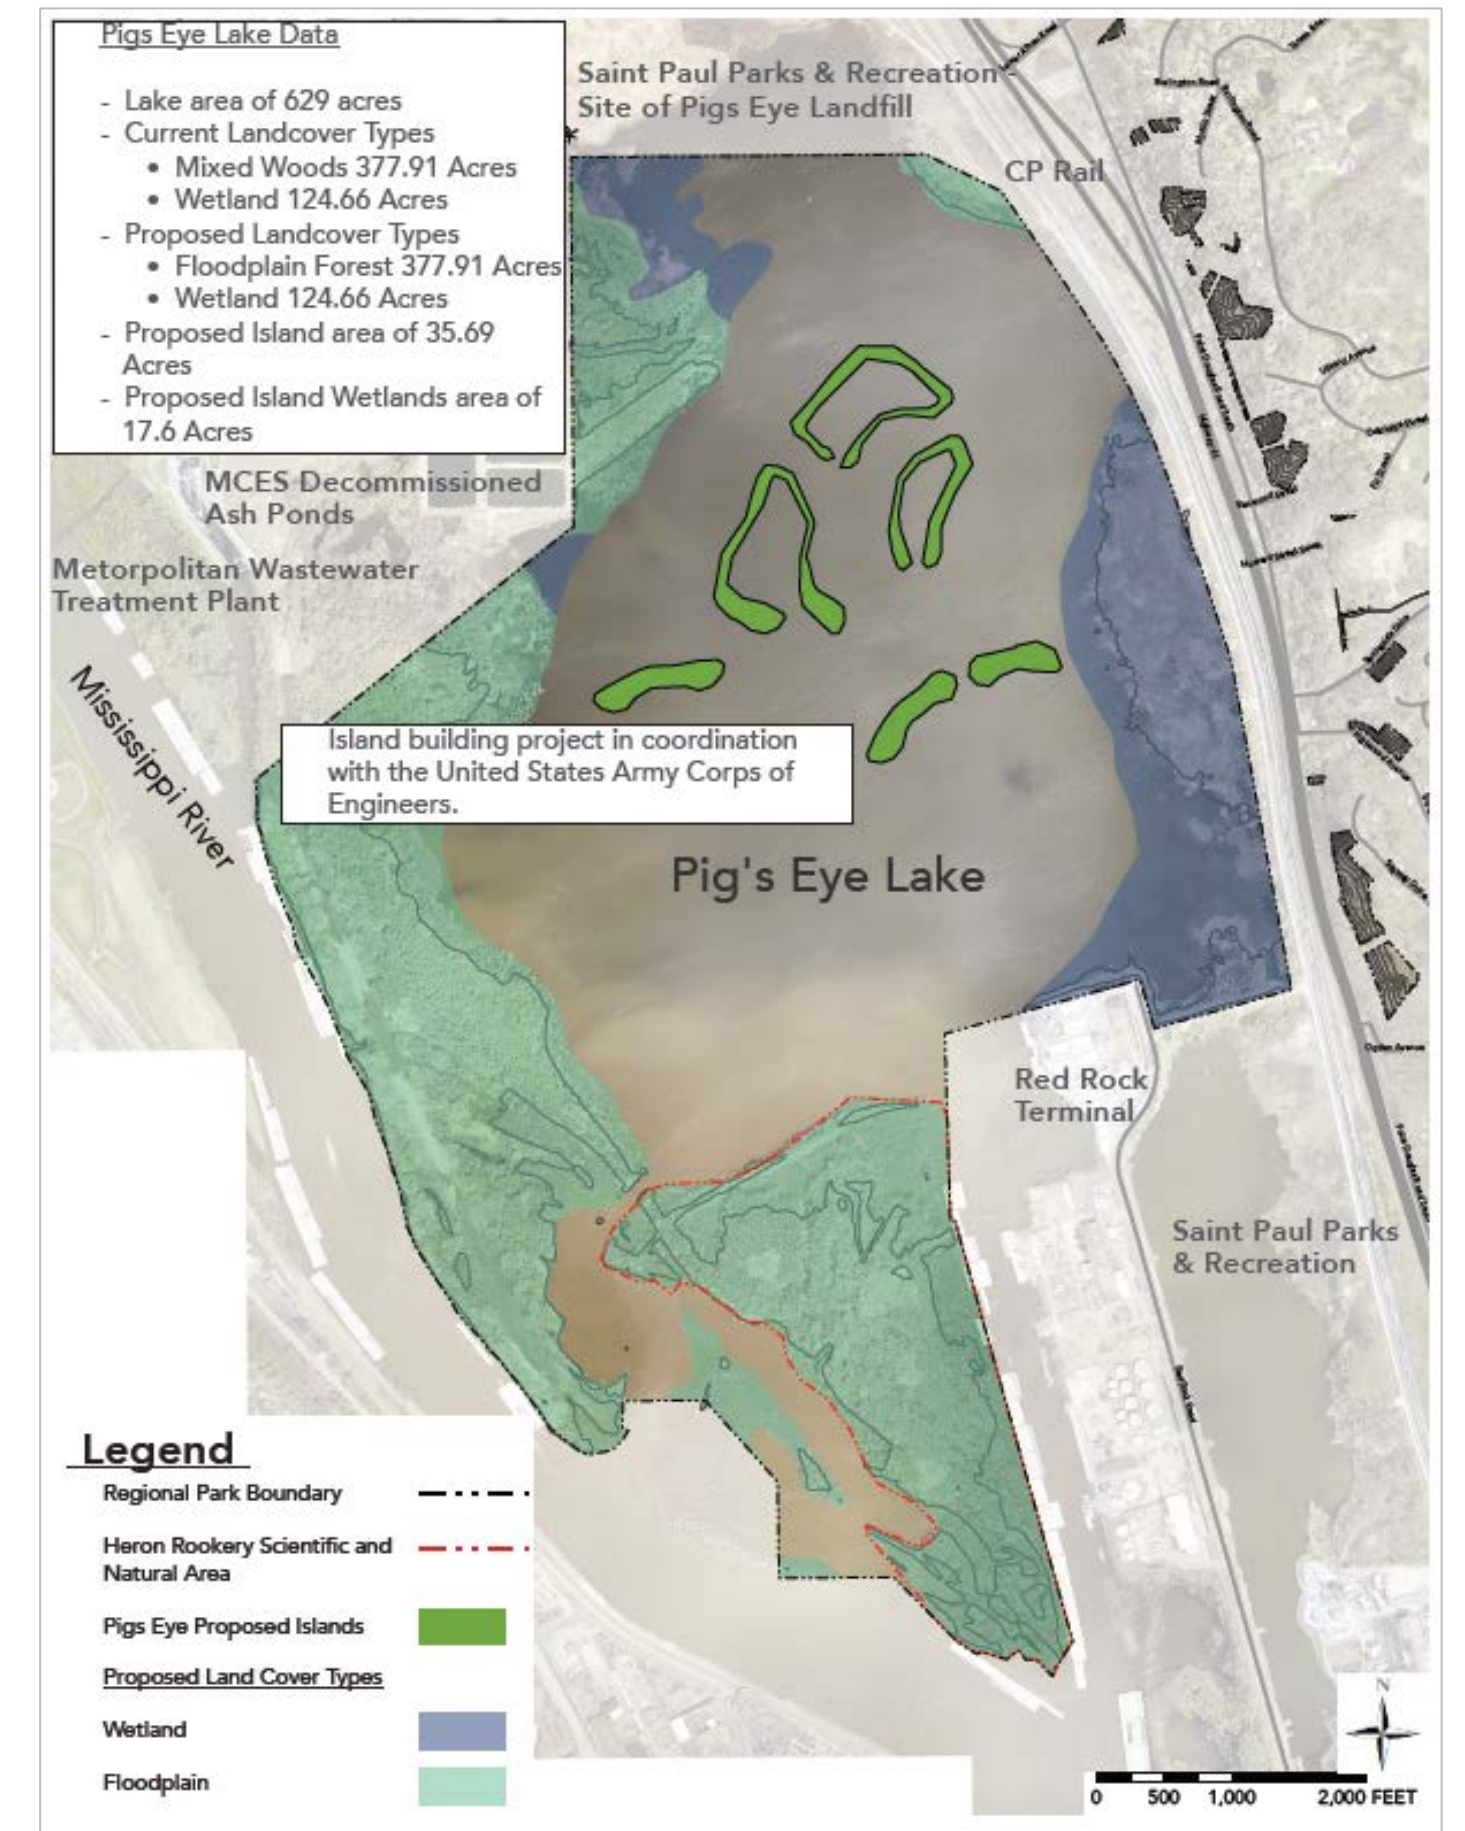 Pigs Eye Lake Data
- Lake area of 629 acres
- Current Landcover Types
• Mixed Woods 377.91 Acres
• Wetland 124.66 Acres
- Proposed Landcover Types
• Floodplain Forest 377.91 Acres
• Wetland 124.66 Acres
- Proposed Island area of 35.69
Acres
- Proposed Island Wetlands area of
17.6 Acres
Saint Paul Parks & Recreation -
Site of Pigs Eye Landfill
CP Rail
MCES Decommissioned
Ash Ponds
Metorpolitan Wastewater
Treatment Plant
Mississippi River
Island building project in coordination
with the United States Army Corps of
Engineers.
Pig's Eye Lake
Red Rock
Terminal
Saint Paul Parks
& Recreation
Ogden Avenue
Red Rock Road
Legend
Regional Park Boundary
Heron Rookery Scientific and
Natural Area
Pigs Eye Proposed Islands
Proposed Land Cover Types
Wetland
Floodplain
N
0 500 1,000 2,000 FEET